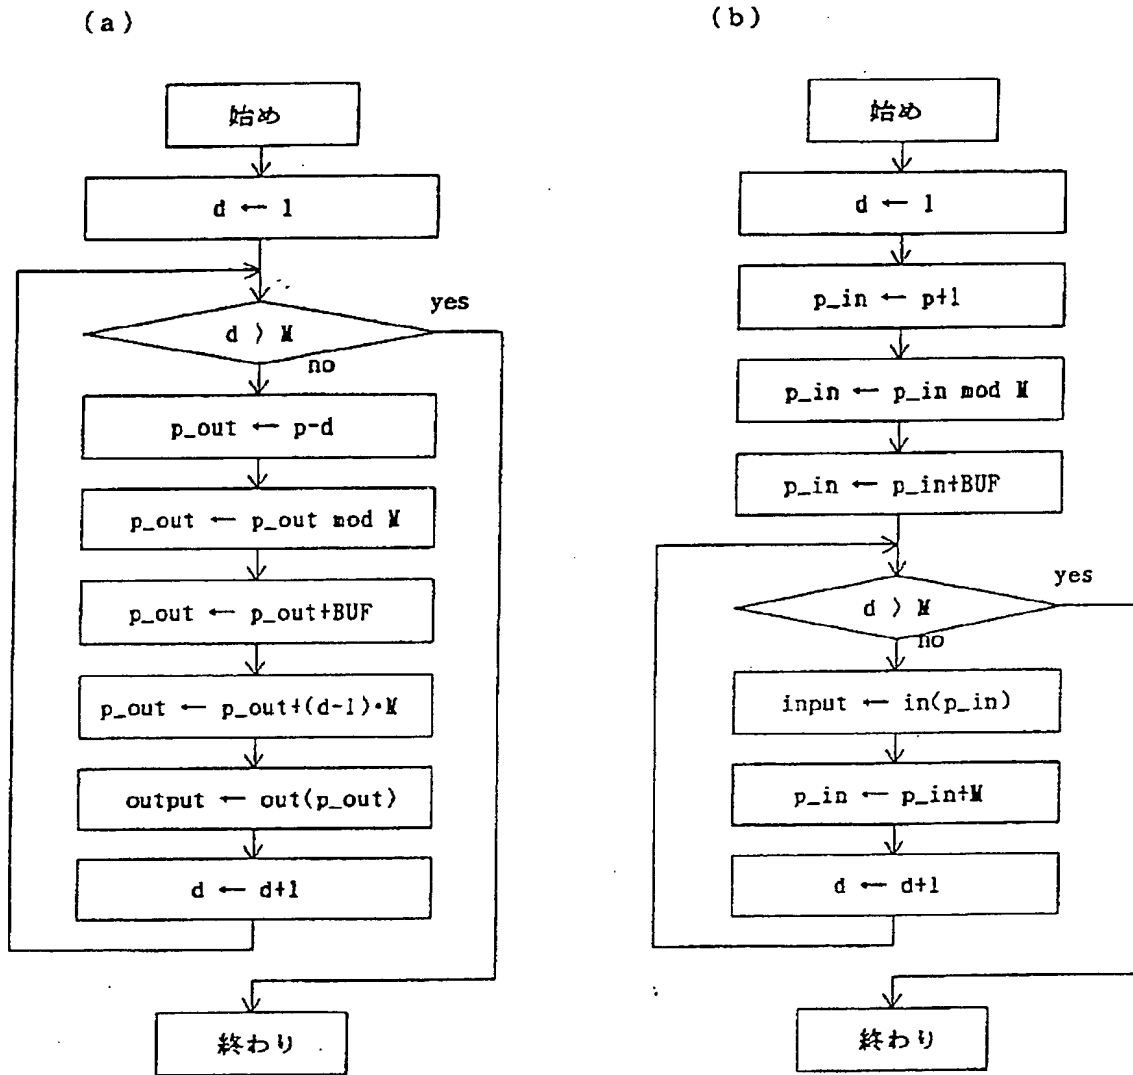 (a)
始め
d ← 1
d > M
yes
no
p_out ← p-d
p_out ← p_out mod M
p_out ← p_out+BUF
p_out ← p_out+(d-1)·M
output ← out(p_out)
d ← d+1
終わり
(b)
始め
d ← 1
p_in ← p+1
p_in ← p_in mod M
p_in ← p_in+BUF
d > M
yes
no
input ← in(p_in)
p_in ← p_in+M
d ← d+1
終わり